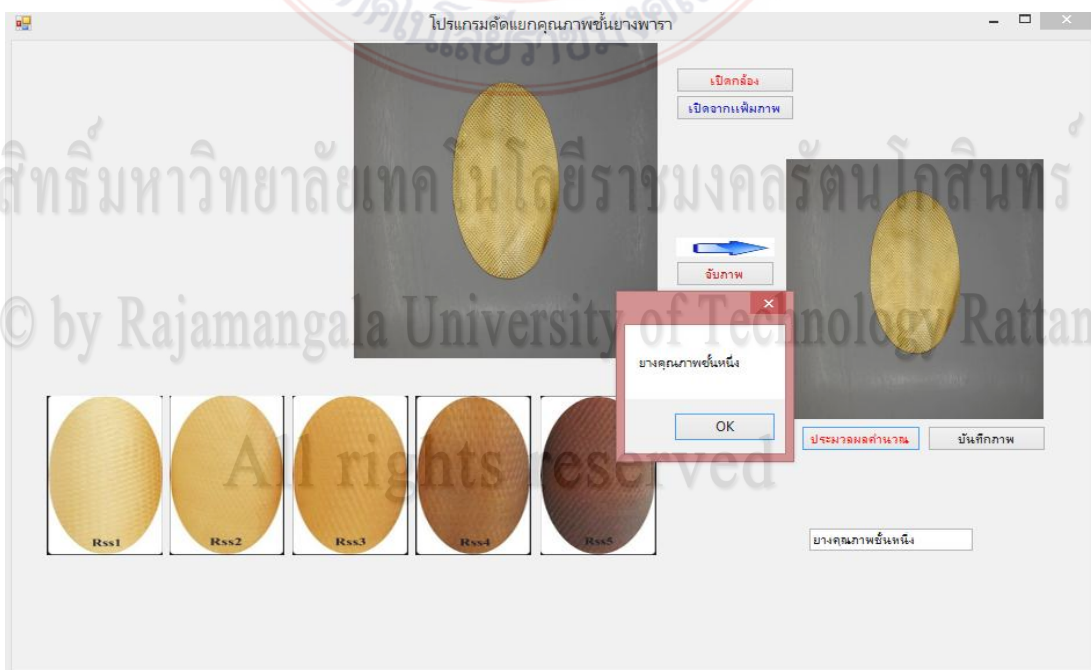 โปรแกรมคัดแยกคุณภาพชั้นยางพารา
เปิดกล้อง
เปิดจากแฟ้มภาพ
สิทธิ์มหาวิทยาลัยเทคโนโลยีราชมงคลรัตนโกสินทร์
จับภาพ
© by Rajamangala University of Technology Rattan
ยางคุณภาพชั้นหนึ่ง
OK
ประมวลผลคำนวณ
บันทึกภาพ
All rights reserved
Rss1
Rss2
Rss3
Rss4
Rss5
ยางคุณภาพชั้นหนึ่ง